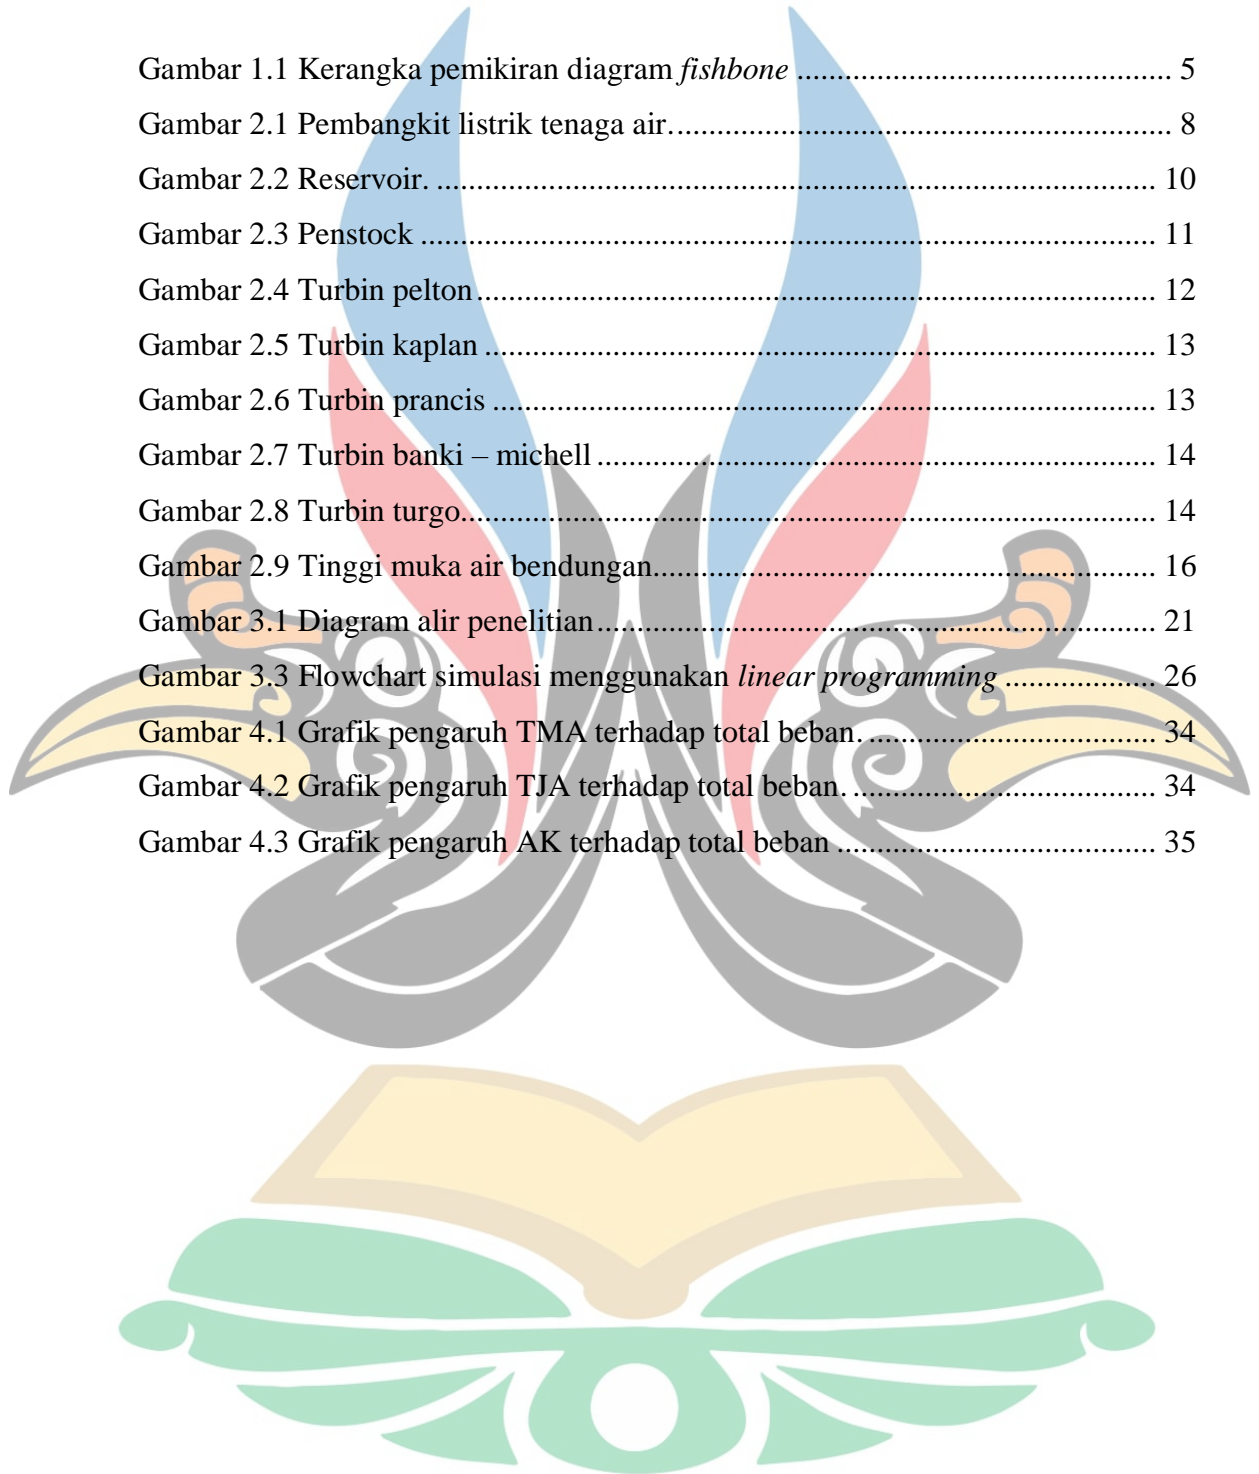 Gambar 1.1 Kerangka pemikiran diagram fishbone ............................................... 5
Gambar 2.1 Pembangkit listrik tenaga air............................................................... 8
Gambar 2.2 Reservoir. .......................................................................................... 10
Gambar 2.3 Penstock ............................................................................................ 11
Gambar 2.4 Turbin pelton ..................................................................................... 12
Gambar 2.5 Turbin kaplan .................................................................................... 13
Gambar 2.6 Turbin prancis ................................................................................... 13
Gambar 2.7 Turbin banki – michell ...................................................................... 14
Gambar 2.8 Turbin turgo....................................................................................... 14
Gambar 2.9 Tinggi muka air bendungan............................................................... 16
Gambar 3.1 Diagram alir penelitian ...................................................................... 21
Gambar 3.3 Flowchart simulasi menggunakan linear programming ................... 26
Gambar 4.1 Grafik pengaruh TMA terhadap total beban. .................................... 34
Gambar 4.2 Grafik pengaruh TJA terhadap total beban. ...................................... 34
Gambar 4.3 Grafik pengaruh AK terhadap total beban ........................................ 35